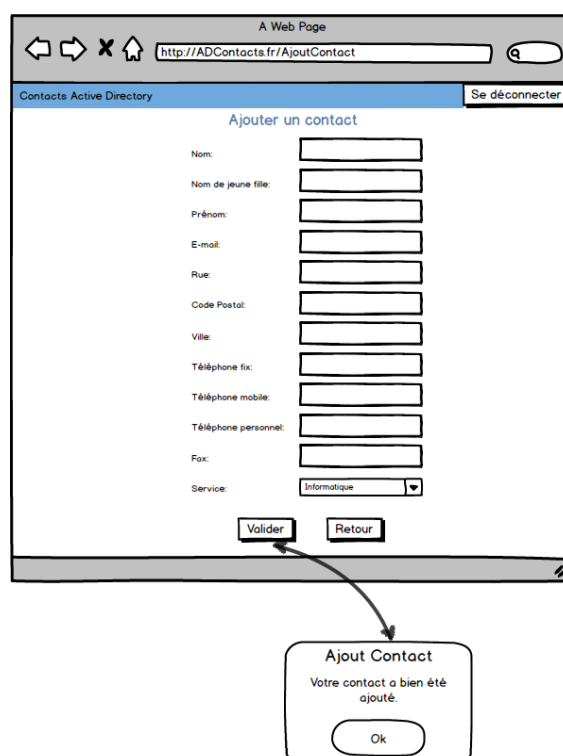 A Web Page
http://ADContacts.fr/AjoutContact
Contacts Active Directory
Se déconnecter
Ajouter un contact
Nom:
Nom de jeune fille:
Prênom:
E-mail:
Rue:
Code Postal:
Ville:
Téléphone fix:
Téléphone mobile:
Téléphone personnel:
Fax:
Service:
Informatique
Valider
Retour
Ajout Contact
Votre contact a bien été
ajouté.
Ok